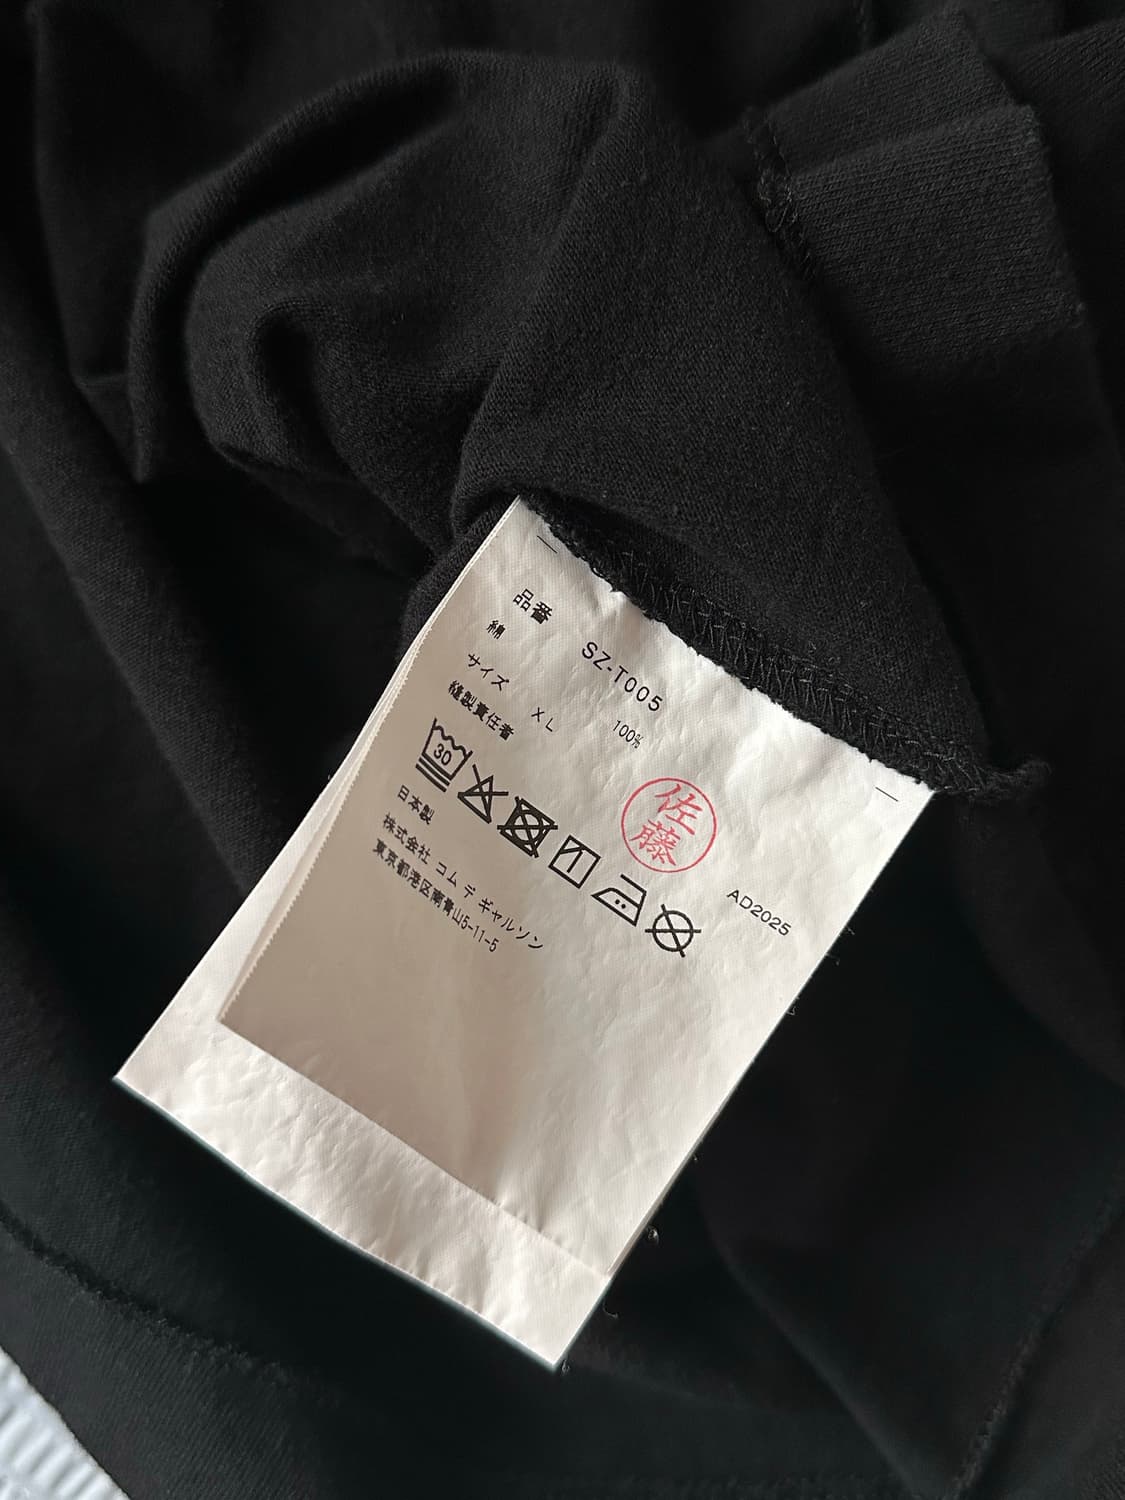 品番 SZ-T005
綿 100%
サイズ XL
縫製責任者
佐藤
30
AD2025
日本製
株式会社 コム デ ギャルソン
東京都港区南青山5-11-5